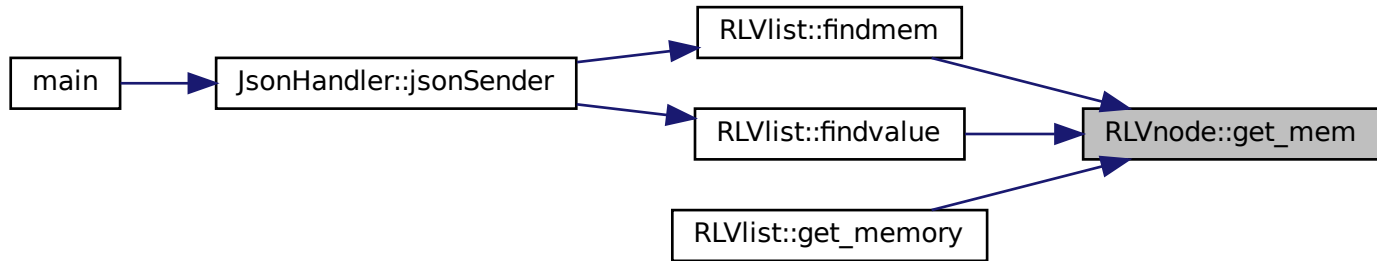 RLVlist::findmem
main
JsonHandler::jsonSender
RLVlist::findvalue
RLVnode::get_mem
RLVlist::get_memory